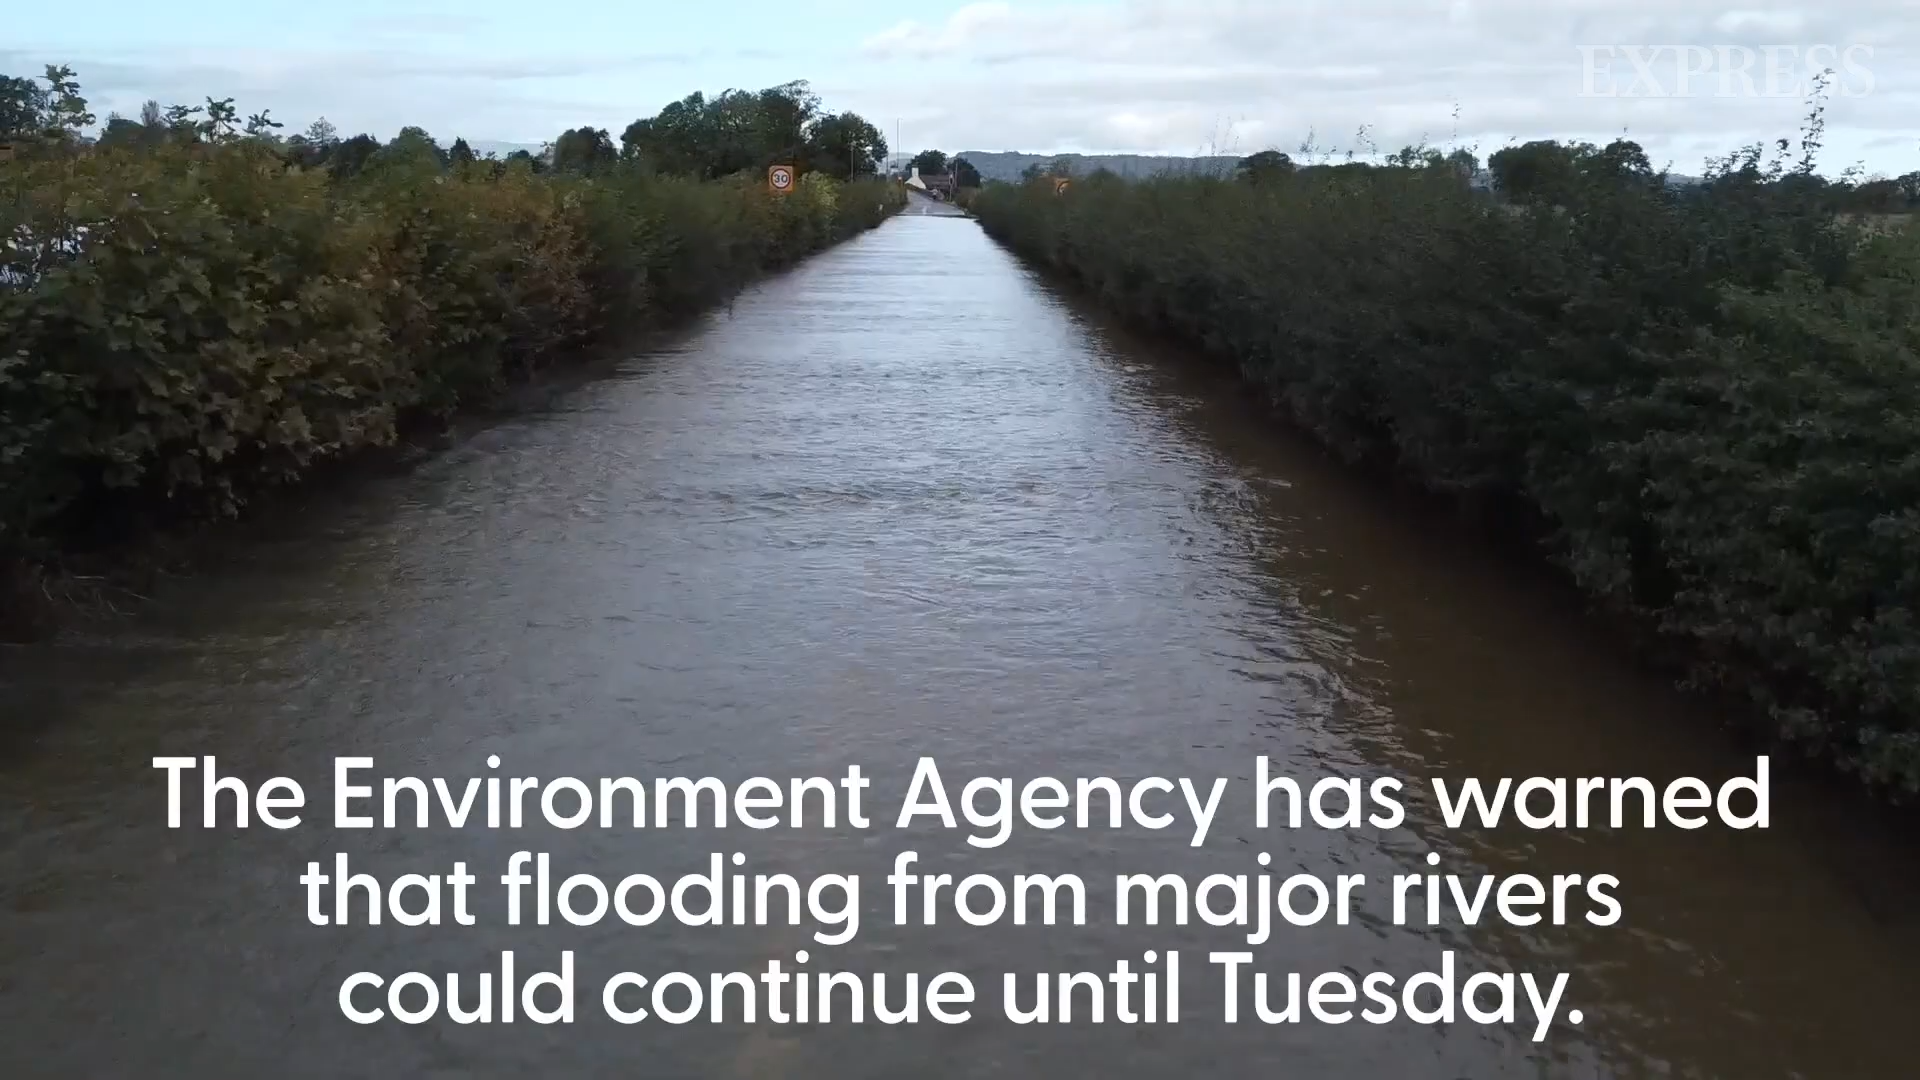 EXPRESS
30
The Environment Agency has warned
that flooding from major rivers
could continue until Tuesday.